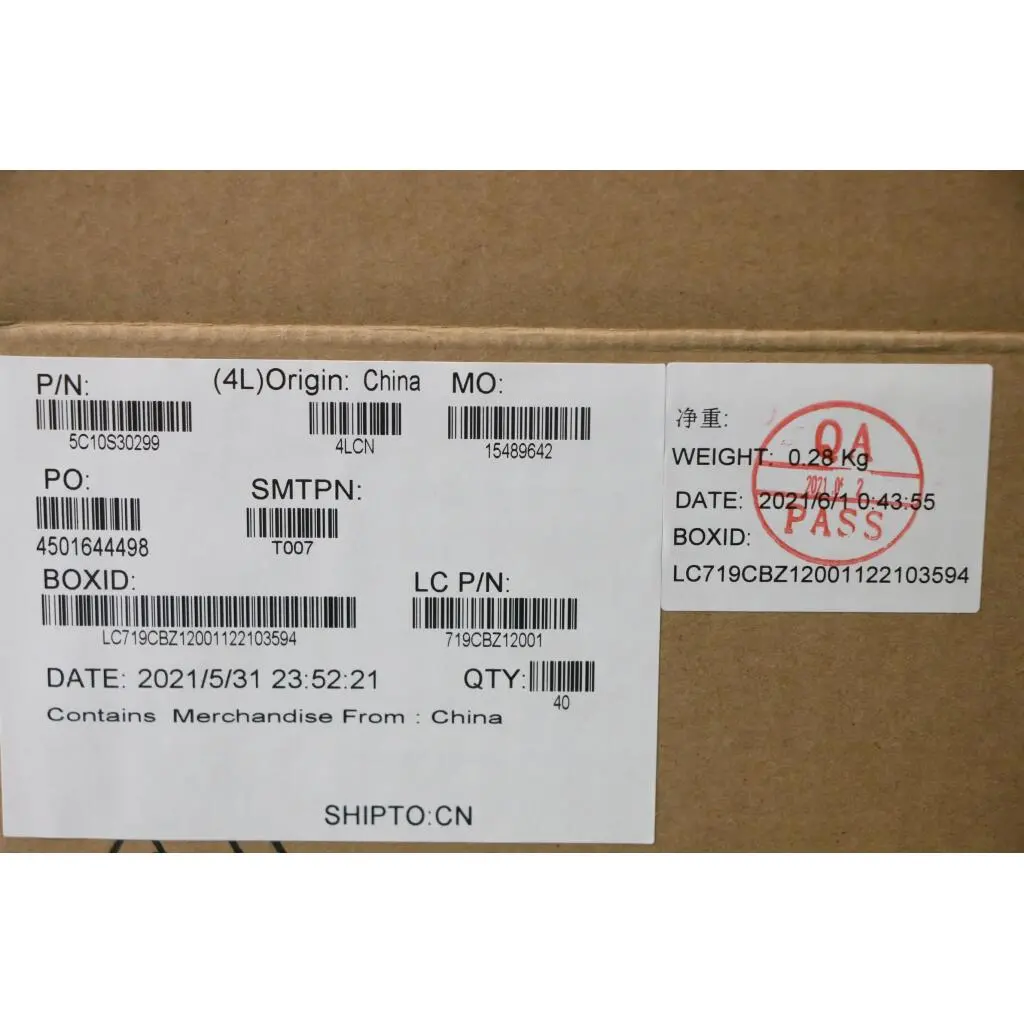 P/N:
5C10S30299
(4L)Origin: China
4LCN
MO:
15489642
PO:
4501644498
SMTPN:
T007
BOXID:
LC719CBZ12001122103594
LC P/N:
719CBZ12001
DATE: 2021/5/31 23:52:21
QTY:
40
Contains Merchandise From : China
SHIPTO:CN
净重:
WEIGHT: 0.28 Kg
DATE: 2021/6/1 0:43:55
BOXID:
LC719CBZ12001122103594
QA
PASS